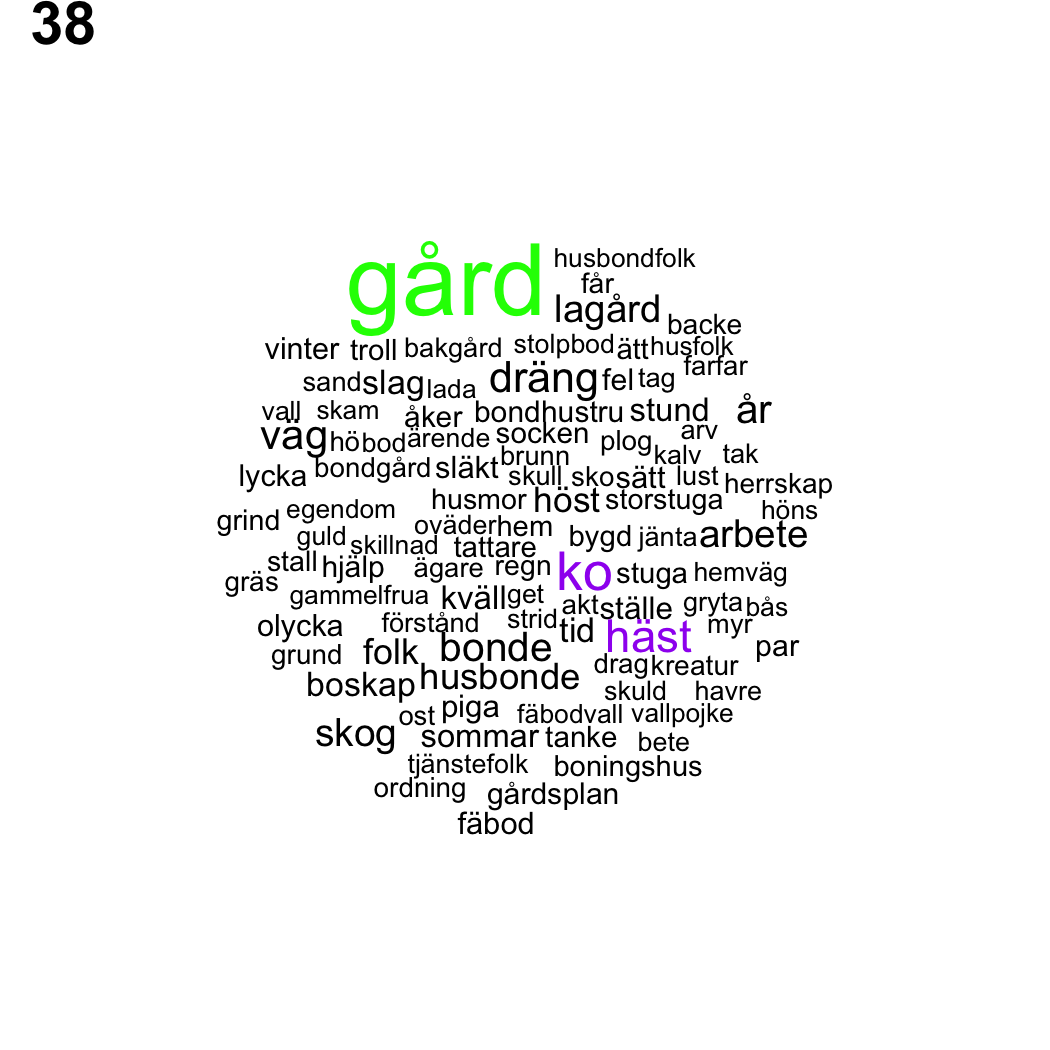 38
gård husbondfolk
får
lagård
backe
vinter troll bakgård stolpbod ätt husfolk
farfar
sand slag lada dräng fel tag
vall skam åker bondhustru stund år
väg hö bod ärende socken plog arv
brunn kalv tak
lycka bondgård släkt skull sko sätt lust herrskap
egendom husmor höst storstuga höns
grind guld oväder hem bygd jänta arbete
skillnad tattare
stall hjälp ägare regn ko stuga hemväg
gräs gammelfrua kväll get akt ställe gryta bås
olycka förstånd strid tid häst myr
grund folk bonde drag kreatur par
boskap husbonde skuld havre
ost piga fäbodvall vallpojke
skog sommar tanke bete
tjänstefolk boningshus
ordning gårdsplan
fäbod